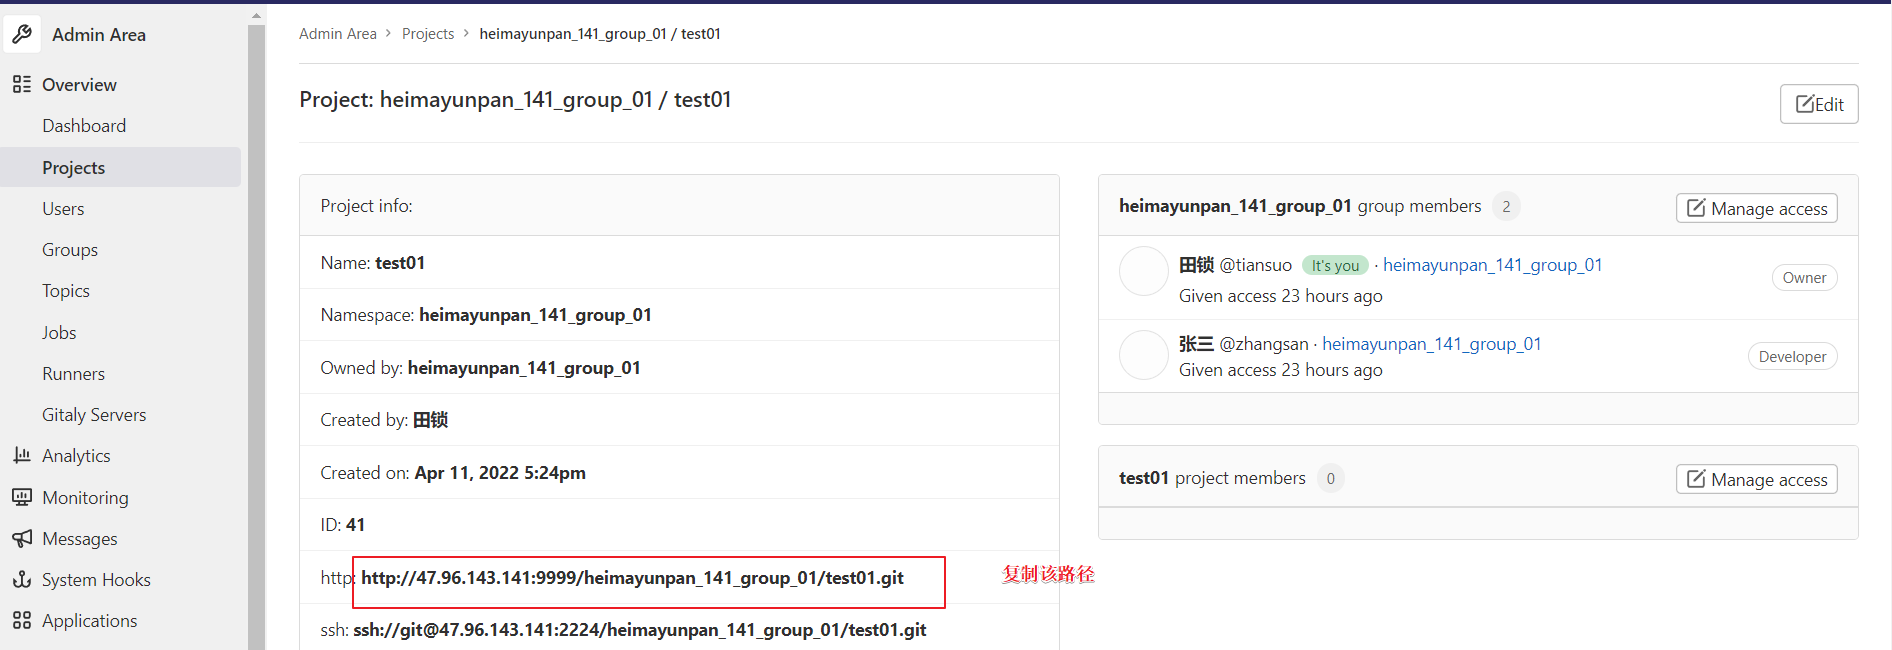 Admin Area
Overview
Dashboard
Projects
Users
Groups
Topics
Jobs
Runners
Gitaly Servers
Analytics
Monitoring
Messages
System Hooks
Applications
Admin Area > Projects > heimayunpan_141_group_01 / test01
Project: heimayunpan_141_group_01 / test01
Edit
Project info:
Name: test01
Namespace: heimayunpan_141_group_01
Owned by: heimayunpan_141_group_01
Created by: 田锁
Created on: Apr 11, 2022 5:24pm
ID: 41
http: http://47.96.143.141:9999/heimayunpan_141_group_01/test01.git
复制该路径
ssh: ssh://git@47.96.143.141:2224/heimayunpan_141_group_01/test01.git
heimayunpan_141_group_01 group members 2
Manage access
田锁 @tiansuo It's you · heimayunpan_141_group_01
Given access 23 hours ago
Owner
张三 @zhangsan · heimayunpan_141_group_01
Given access 23 hours ago
Developer
test01 project members 0
Manage access